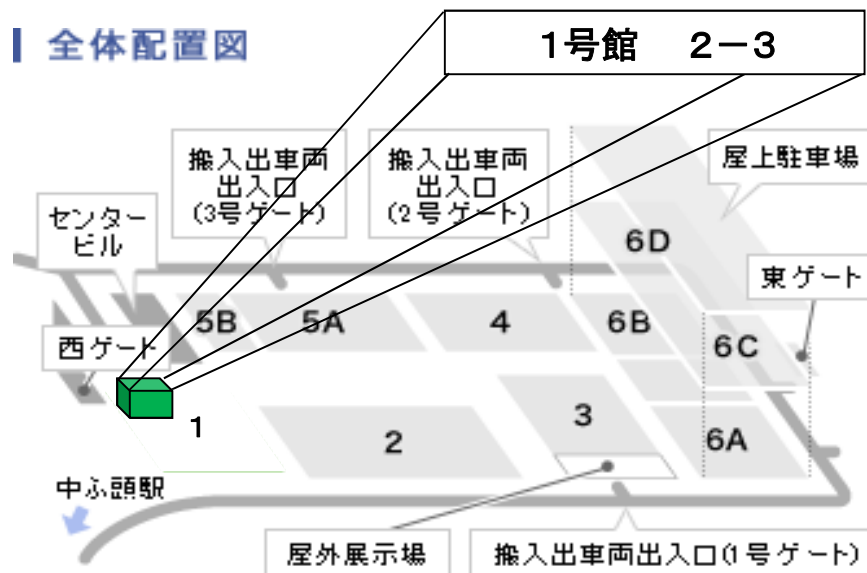 全体配置図
1号館 2-3
搬入出車両
出入口
(3号ゲート)
搬入出車両
出入口
(2号ゲート)
屋上駐車場
センター
ビル
6D
東ゲート
5B
5A
4
6B
6C
西ゲート
1
2
3
6A
中ふ頭駅
屋外展示場
搬入出車両出入口(1号ゲート)